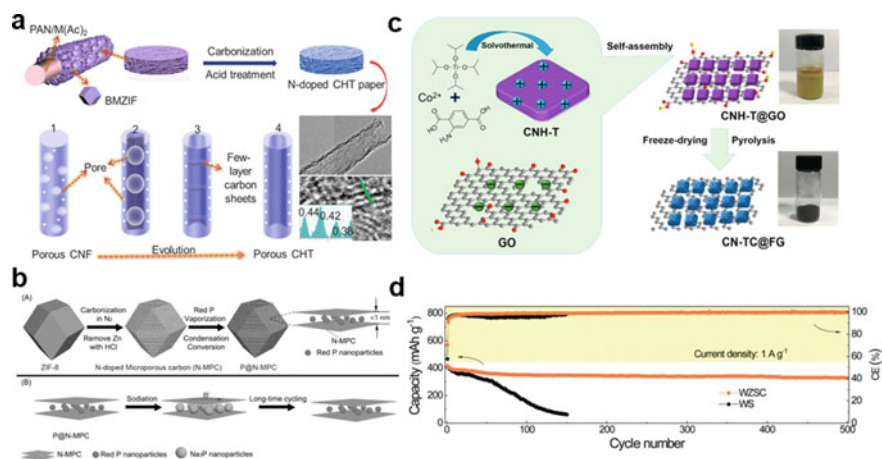 a
PAN/M(Ac)₂
BMZIF
Carbonization
Acid treatment
N-doped CHT paper
1
2
3
4
Pore
Few-
layer
carbon
sheets
0.44
0.42
0.38
Porous CNF
Evolution
Porous CHT
b
(A)
Carbonization
in N₂
Remove Zn
with HCl
Red P
Vaporization
Condensation
Conversion
<1 nm
N-MPC
Red P nanoparticles
ZIF-8
N-doped Microporous carbon (N-MPC)
P@N-MPC
(B)
Sodiation
e⁻
Long-time cycling
P@N-MPC
N-MPC
Red P nanoparticles
Na₃P nanoparticles
c
Solvothermal
Self-assembly
Co²⁺
+
HO
O
O
OH
H₂N
CNH-T
GO
CNH-T@GO
Freeze-drying
Pyrolysis
CN-TC@FG
d
Capacity (mAh g⁻¹)
800
600
400
200
0
Current density: 1 A g⁻¹
WZSC
WS
CE (%)
100
80
60
40
20
0
0
100
200
300
400
500
Cycle number